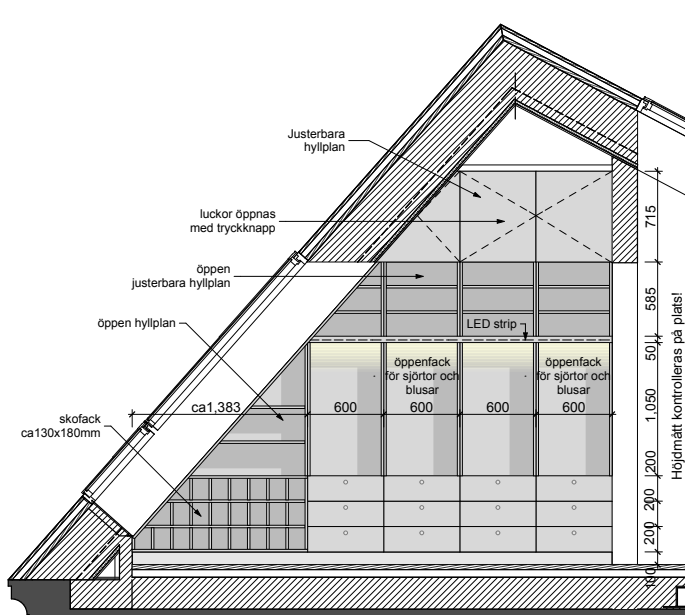 Justerbara
hyllplan
luckor öppnas
med tryckknapp
öppen
justerbara hyllplan
öppen hyllplan
skofack
ca130x180mm
LED strip
öppenfack
för sjörtor och
blusar
öppenfack
för sjörtor och
blusar
ca1,383
600
600
600
600
715
585
50
1,050
200
200
200
100
Höjdmått kontrolleras på plats!